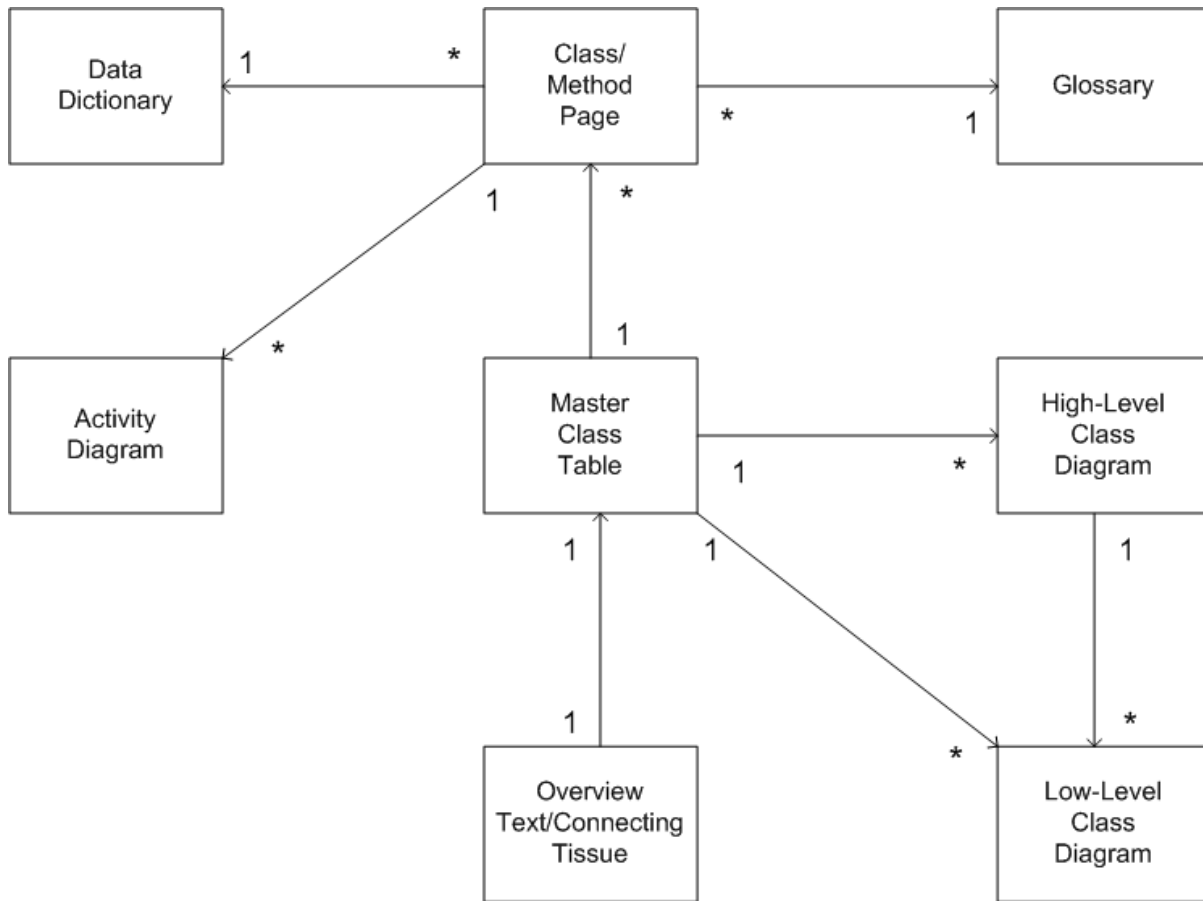 Data
Dictionary
1
*
Class/
Method
Page
*
1
Glossary
1
*
*
1
Activity
Diagram
Master
Class
Table
1
*
High-Level
Class
Diagram
1
1
1
1
*
*
Overview
Text/Connecting
Tissue
Low-Level
Class
Diagram